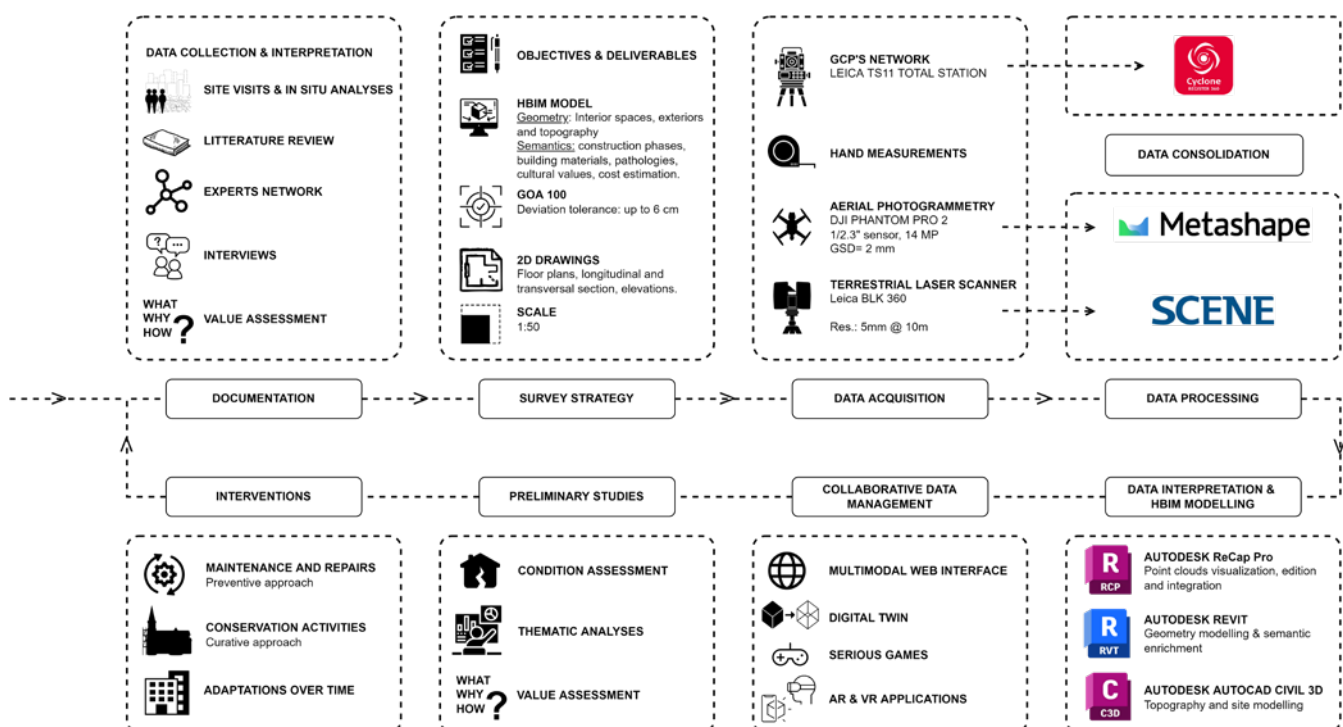 DATA COLLECTION & INTERPRETATION
SITE VISITS & IN SITU ANALYSES
LITTERATURE REVIEW
EXPERTS NETWORK
INTERVIEWS
WHAT
WHY
HOW
?
VALUE ASSESSMENT
OBJECTIVES & DELIVERABLES
HBIM MODEL
Geometry: Interior spaces, exteriors
and topography
Semantics: construction phases,
building materials, pathologies,
cultural values, cost estimation.
GOA 100
Deviation tolerance: up to 6 cm
2D DRAWINGS
Floor plans, longitudinal and
transversal section, elevations.
SCALE
1:50
GCP'S NETWORK
LEICA TS11 TOTAL STATION
HAND MEASUREMENTS
AERIAL PHOTOGRAMMETRY
DJI PHANTOM PRO 2
1/2.3" sensor, 14 MP
GSD= 2 mm
TERRESTRIAL LASER SCANNER
Leica BLK 360
Res.: 5mm @ 10m
Cyclone
REGISTER 360
DATA CONSOLIDATION
Metashape
SCENE
DOCUMENTATION
SURVEY STRATEGY
DATA ACQUISITION
DATA PROCESSING
INTERVENTIONS
PRELIMINARY STUDIES
COLLABORATIVE DATA
MANAGEMENT
DATA INTERPRETATION &
HBIM MODELLING
MAINTENANCE AND REPAIRS
Preventive approach
CONSERVATION ACTIVITIES
Curative approach
ADAPTATIONS OVER TIME
CONDITION ASSESSMENT
THEMATIC ANALYSES
WHAT
WHY
HOW
?
VALUE ASSESSMENT
MULTIMODAL WEB INTERFACE
DIGITAL TWIN
SERIOUS GAMES
AR & VR APPLICATIONS
R
RCP
AUTODESK ReCap Pro
Point clouds visualization, edition
and integration
R
RVT
AUTODESK REVIT
Geometry modelling & semantic
enrichment
C
C3D
AUTODESK AUTOCAD CIVIL 3D
Topography and site modelling